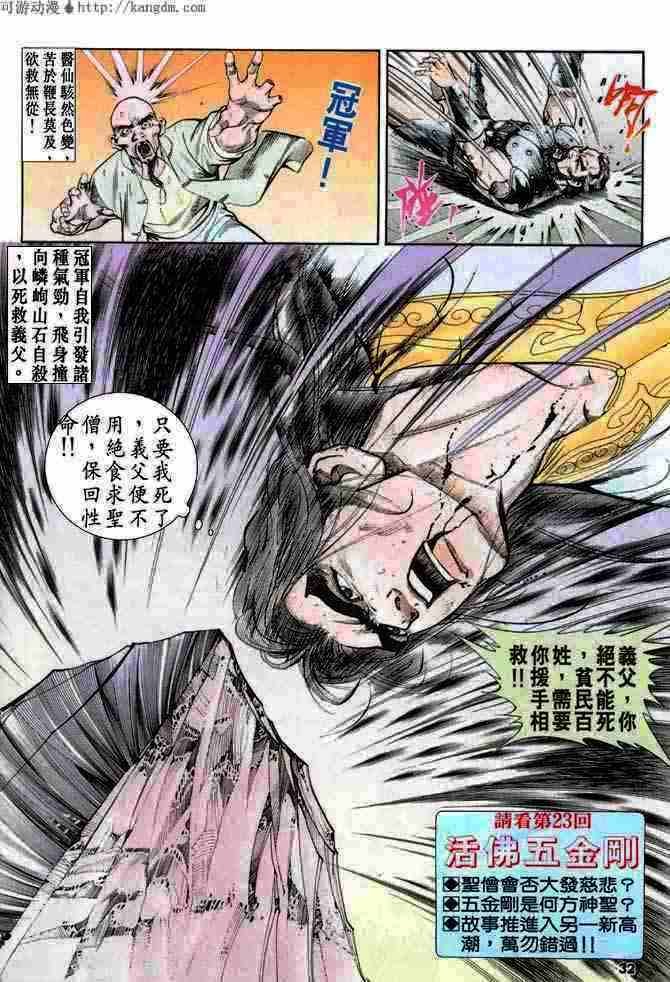 可游动漫 http://kangdm.com/
醫仙駭然色變，
苦於鞭長莫及，
欲救無從！
冠軍！
冠軍自我引發諸
種氣勁，飛身撞
向嶙峋山石自殺
，以死救義父。
只要我死了
，義父便不
用絕食求聖
僧，保回性
命!!
義父，你
絕不能死
，貧民百
姓，需要
你援手相
救!!
請看第23回
活佛五金剛
◆聖僧會否大發慈悲？
◆五金剛是何方神聖？
◆故事推進入另一新高
潮，萬勿錯過!!
32